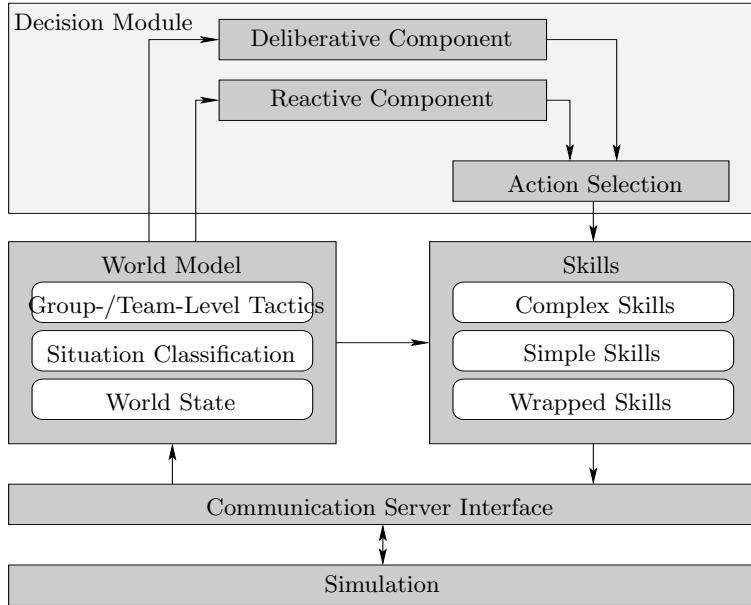 Decision Module
Deliberative Component
Reactive Component
Action Selection
World Model
Group-/Team-Level Tactics
Situation Classification
World State
Skills
Complex Skills
Simple Skills
Wrapped Skills
Communication Server Interface
Simulation